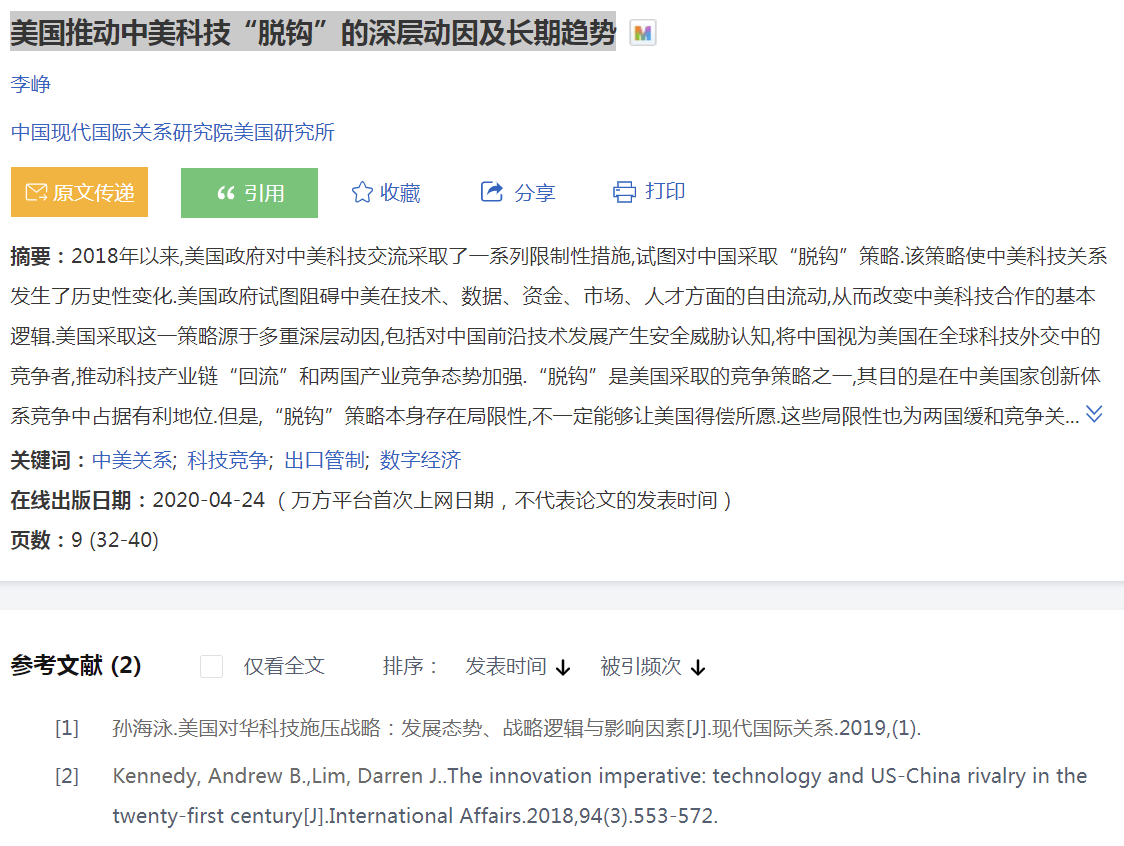 美国推动中美科技“脱钩”的深层动因及长期趋势 M
李峥
中国现代国际关系研究院美国研究所
原文传递 引用 收藏 分享 打印
摘要：2018年以来,美国政府对中美科技交流采取了一系列限制性措施,试图对中国采取“脱钩”策略.该策略使中美科技关系
发生了历史性变化.美国政府试图阻碍中美在技术、数据、资金、市场、人才方面的自由流动,从而改变中美科技合作的基本
逻辑.美国采取这一策略源于多重深层动因,包括对中国前沿技术发展产生安全威胁认知,将中国视为美国在全球科技外交中的
竞争者,推动科技产业链“回流”和两国产业竞争态势加强.“脱钩”是美国采取的竞争策略之一,其目的是在中美国家创新体
系竞争中占据有利地位.但是,“脱钩”策略本身存在局限性,不一定能够让美国得偿所愿.这些局限性也为两国缓和竞争关...
关键词：中美关系; 科技竞争; 出口管制; 数字经济
在线出版日期：2020-04-24（万方平台首次上网日期，不代表论文的发表时间）
页数：9 (32-40)
参考文献 (2) 仅看全文 排序： 发表时间 ↓ 被引频次 ↓
[1] 孙海泳.美国对华科技施压战略：发展态势、战略逻辑与影响因素[J].现代国际关系.2019,(1).
[2] Kennedy, Andrew B.,Lim, Darren J..The innovation imperative: technology and US-China rivalry in the
twenty-first century[J].International Affairs.2018,94(3).553-572.